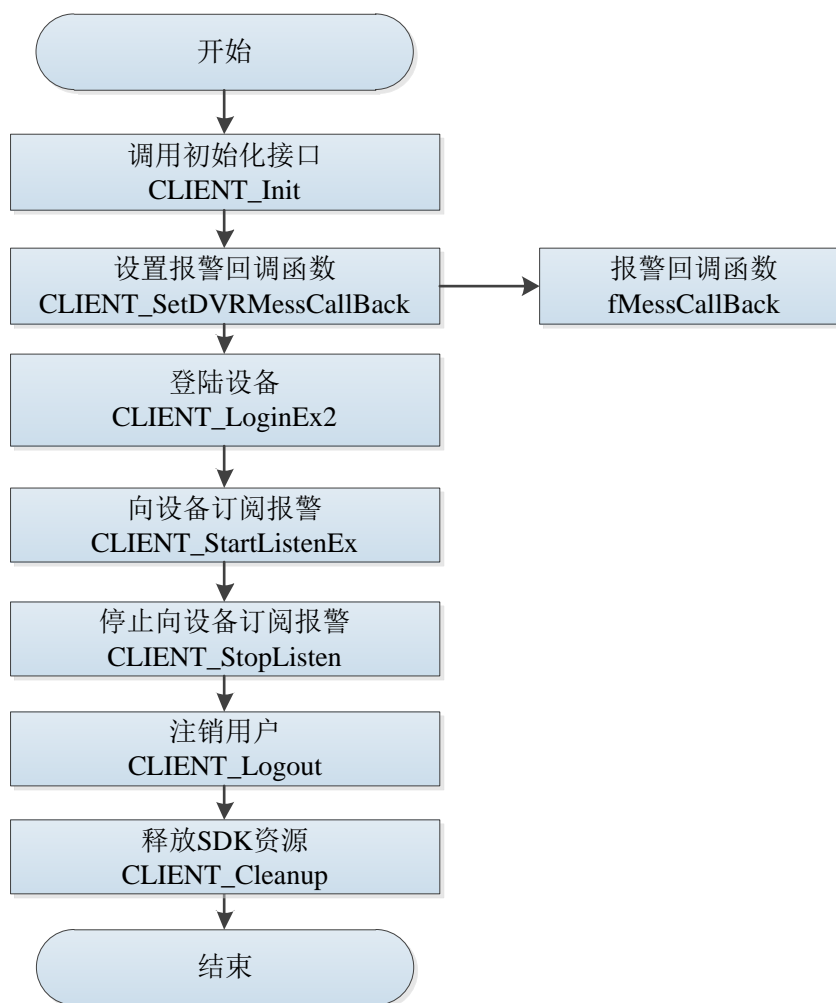 开始
调用初始化接口
CLIENT_Init
设置报警回调函数
CLIENT_SetDVRMessCallBack
报警回调函数
fMessCallBack
登陆设备
CLIENT_LoginEx2
向设备订阅报警
CLIENT_StartListenEx
停止向设备订阅报警
CLIENT_StopListen
注销用户
CLIENT_Logout
释放SDK资源
CLIENT_Cleanup
结束